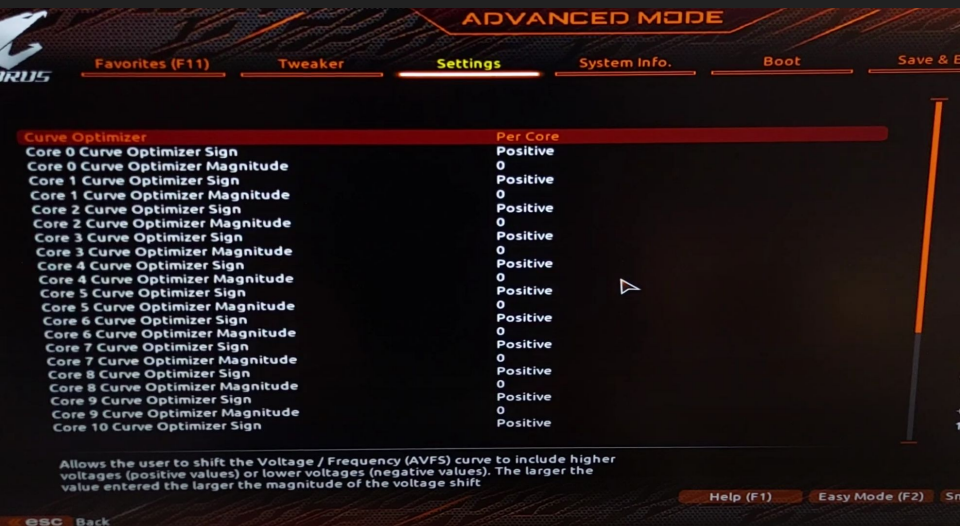 ADVANCED MODE
Favorites (F11) Tweaker Settings System Info. Boot Save & E
ORUS
Curve Optimizer Per Core
Core 0 Curve Optimizer Sign Positive
Core 0 Curve Optimizer Magnitude 0
Core 1 Curve Optimizer Sign Positive
Core 1 Curve Optimizer Magnitude 0
Core 2 Curve Optimizer Sign Positive
Core 2 Curve Optimizer Magnitude 0
Core 3 Curve Optimizer Sign Positive
Core 3 Curve Optimizer Magnitude 0
Core 4 Curve Optimizer Sign Positive
Core 4 Curve Optimizer Magnitude 0
Core 5 Curve Optimizer Sign Positive
Core 5 Curve Optimizer Magnitude 0
Core 6 Curve Optimizer Sign Positive
Core 6 Curve Optimizer Magnitude 0
Core 7 Curve Optimizer Sign Positive
Core 7 Curve Optimizer Magnitude 0
Core 8 Curve Optimizer Sign Positive
Core 8 Curve Optimizer Magnitude 0
Core 9 Curve Optimizer Sign Positive
Core 9 Curve Optimizer Magnitude 0
Core 10 Curve Optimizer Sign Positive
Allows the user to shift the Voltage / Frequency (AVFS) curve to include higher
voltages (positive values) or lower voltages (negative values). The larger the
value entered the larger the magnitude of the voltage shift
Help (F1) Easy Mode (F2) Sm
esc Back